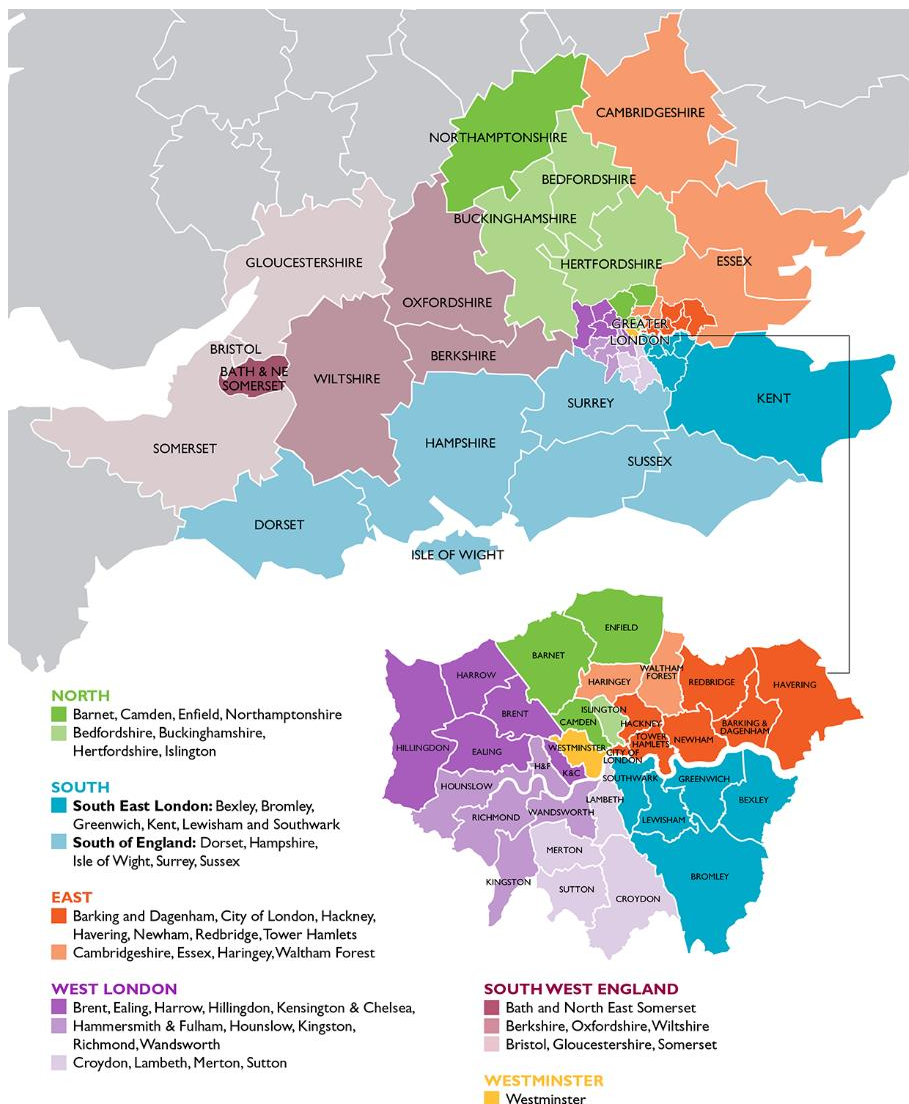 CAMBRIDGESHIRE
NORTHAMPTONSHIRE
BEDFORDSHIRE
BUCKINGHAMSHIRE
GLOUCESTERSHIRE
HERTFORDSHIRE
ESSEX
OXFORDSHIRE
GREATER
LONDON
BRISTOL
BERKSHIRE
BATH & NE
SOMERSET
WILTSHIRE
SURREY
KENT
SOMERSET
HAMPSHIRE
SUSSEX
DORSET
ISLE OF WIGHT
ENFIELD
BARNET
HARROW
HARINGEY
WALTHAM
FOREST
REDBRIDGE
HAVERING
BRENT
ISLINGTON
CAMDEN
HACKNEY
BARKING &
DAGENHAM
HILLINGDON
EALING
WESTMINSTER
TOWER
HAMLETS
NEWHAM
CITY OF
LONDON
H&F
K&C
HOUNSLOW
SOUTHWARK
GREENWICH
LAMBETH
BEXLEY
RICHMOND
WANDSWORTH
LEWISHAM
MERTON
KINGSTON
SUTTON
CROYDON
BROMLEY
NORTH
Barnet, Camden, Enfield, Northamptonshire
Bedfordshire, Buckinghamshire,
Hertfordshire, Islington
SOUTH
South East London: Bexley, Bromley,
Greenwich, Kent, Lewisham and Southwark
South of England: Dorset, Hampshire,
Isle of Wight, Surrey, Sussex
EAST
Barking and Dagenham, City of London, Hackney,
Havering, Newham, Redbridge, Tower Hamlets
Cambridgeshire, Essex, Haringey, Waltham Forest
WEST LONDON
Brent, Ealing, Harrow, Hillingdon, Kensington & Chelsea,
Hammersmith & Fulham, Hounslow, Kingston,
Richmond, Wandsworth
Croydon, Lambeth, Merton, Sutton
SOUTH WEST ENGLAND
Bath and North East Somerset
Berkshire, Oxfordshire, Wiltshire
Bristol, Gloucestershire, Somerset
WESTMINSTER
Westminster